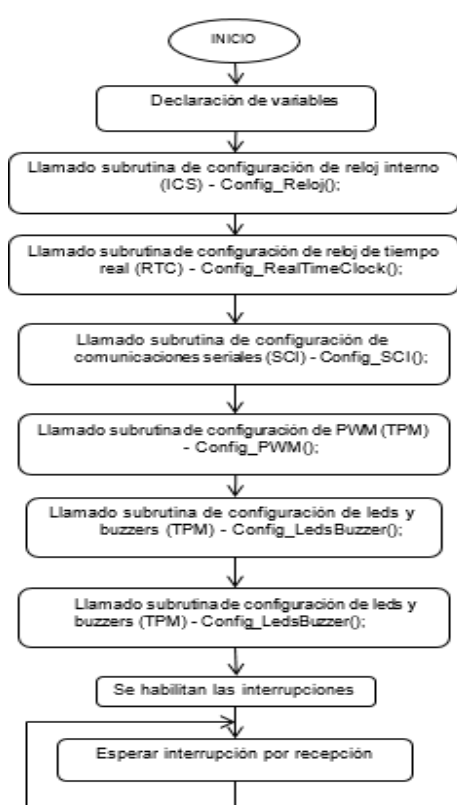 INICIO
Declaración de variables
Llamado subrutina de configuración de reloj interno
(ICS) - Config_Reloj();
Llamado subrutina de configuración de reloj de tiempo
real (RTC) - Config_RealTimeClock();
Llamado subrutina de configuración de
comunicaciones seriales (SCI) - Config_SCI();
Llamado subrutina de configuración de PWM (TPM)
- Config_PWM();
Llamado subrutina de configuración de leds y
buzzers (TPM) - Config_LedsBuzzer();
Llamado subrutina de configuración de leds y
buzzers (TPM) - Config_LedsBuzzer();
Se habilitan las interrupciones
Esperar interrupción por recepción